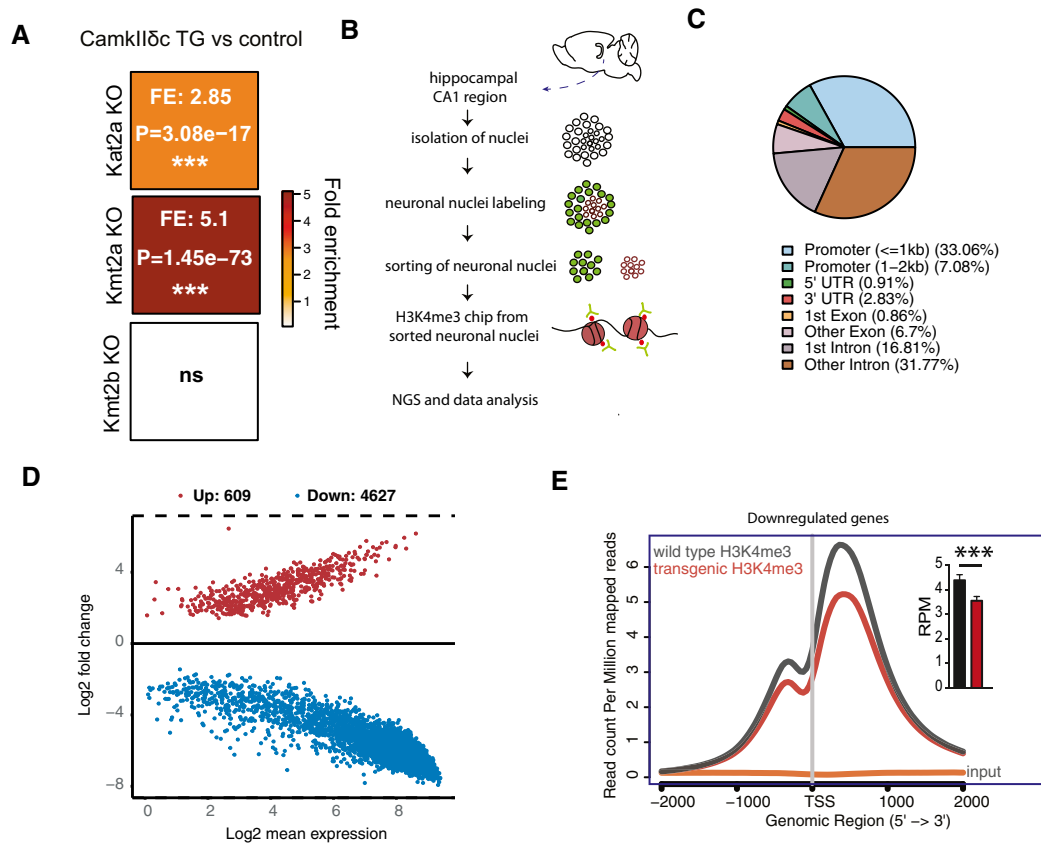 A
CamkIIδc TG vs control
Kat2a KO
FE: 2.85
P=3.08e−17
***
Kmt2a KO
FE: 5.1
P=1.45e−73
***
Kmt2b KO
ns
5
4
3
2
1
Fold enrichment
B
hippocampal
CA1 region
isolation of nuclei
neuronal nuclei labeling
sorting of neuronal nuclei
H3K4me3 chip from
sorted neuronal nuclei
NGS and data analysis
C
Promoter (<=1kb) (33.06%)
Promoter (1−2kb) (7.08%)
5' UTR (0.91%)
3' UTR (2.83%)
1st Exon (0.86%)
Other Exon (6.7%)
1st Intron (16.81%)
Other Intron (31.77%)
D
Up: 609 Down: 4627
Log2 fold change
4
0
−4
−8
0 2 4 6 8
Log2 mean expression
E
Downregulated genes
wild type H3K4me3
transgenic H3K4me3
Read count Per Million mapped reads
6
5
4
3
2
1
0
***
RPM
5
4
3
2
1
0
input
−2000 −1000 TSS 1000 2000
Genomic Region (5' −> 3')